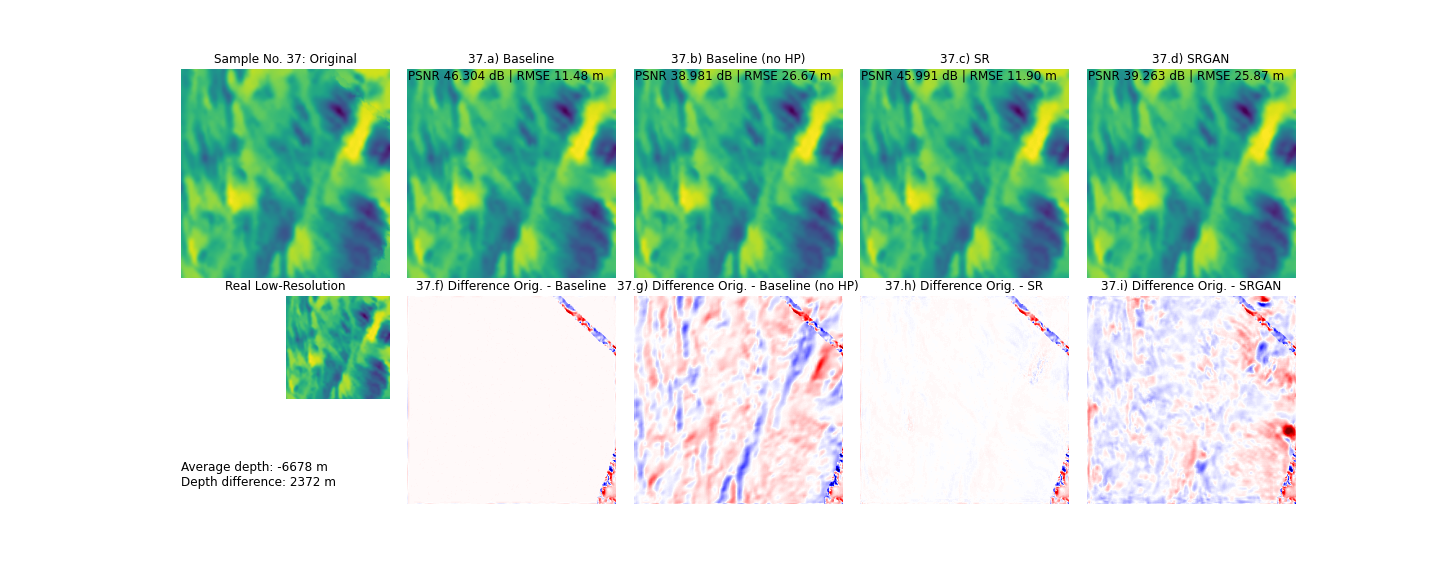 Sample No. 37: Original
37.a) Baseline
37.b) Baseline (no HP)
37.c) SR
37.d) SRGAN
PSNR 46.304 dB | RMSE 11.48 m
PSNR 38.981 dB | RMSE 26.67 m
PSNR 45.991 dB | RMSE 11.90 m
PSNR 39.263 dB | RMSE 25.87 m
Real Low-Resolution
37.f) Difference Orig. - Baseline
37.g) Difference Orig. - Baseline (no HP)
37.h) Difference Orig. - SR
37.i) Difference Orig. - SRGAN
Average depth: -6678 m
Depth difference: 2372 m